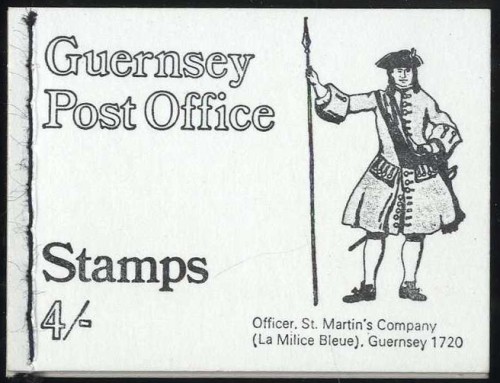 Guernsey
Post Office
Stamps
4/-
Officer, St. Martin's Company
(La Milice Bleue), Guernsey 1720